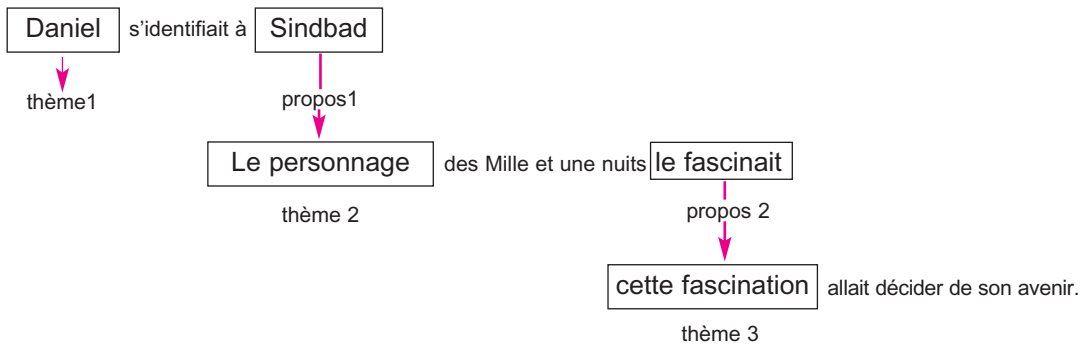 Daniel s’identifiait à Sindbad
thème1 propos1
Le personnage des Mille et une nuits le fascinait
thème 2 propos 2
cette fascination allait décider de son avenir.
thème 3